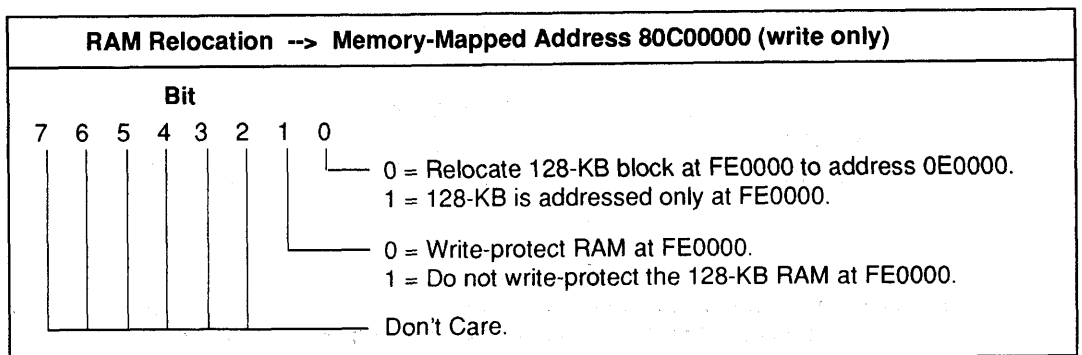 RAM Relocation --> Memory-Mapped Address 80C00000 (write only)
Bit
7 6 5 4 3 2 1 0
0 = Relocate 128-KB block at FE0000 to address 0E0000.
1 = 128-KB is addressed only at FE0000.
0 = Write-protect RAM at FE0000.
1 = Do not write-protect the 128-KB RAM at FE0000.
Don't Care.